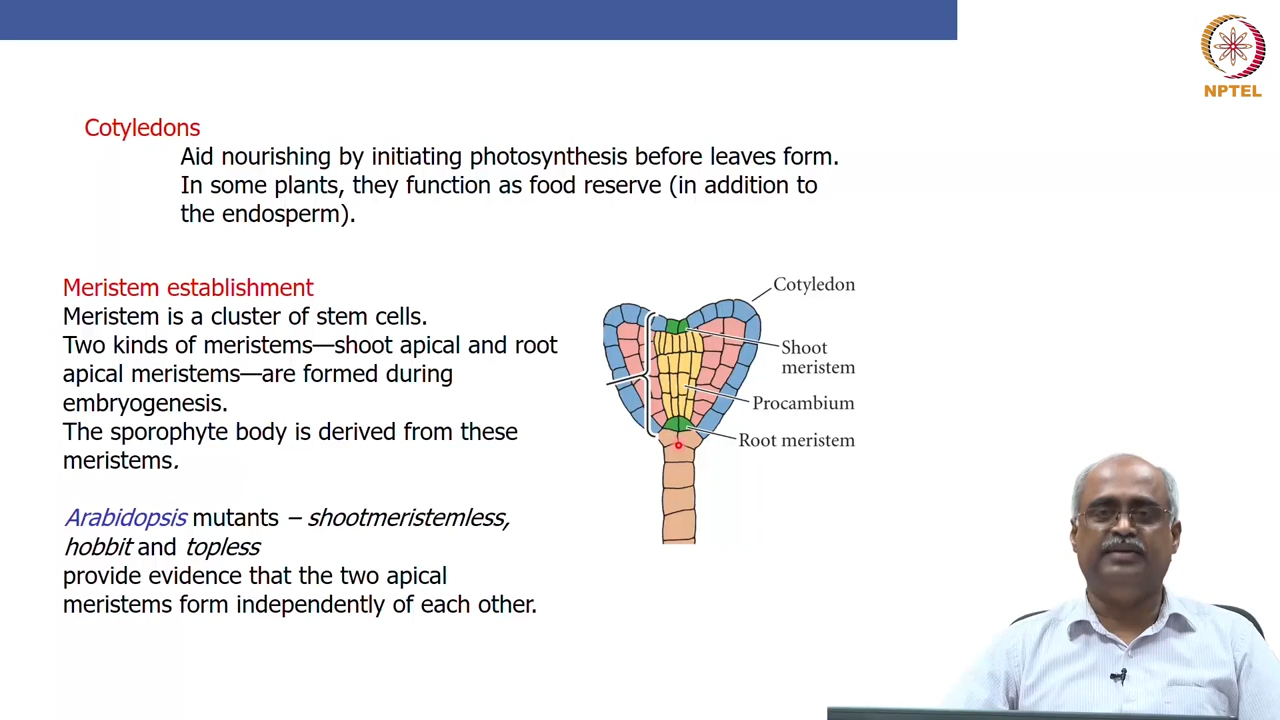 NPTEL
Cotyledons
Aid nourishing by initiating photosynthesis before leaves form.
In some plants, they function as food reserve (in addition to
the endosperm).
Meristem establishment
Meristem is a cluster of stem cells.
Two kinds of meristems—shoot apical and root
apical meristems—are formed during
embryogenesis.
The sporophyte body is derived from these
meristems.
Arabidopsis mutants – shootmeristemless,
hobbit and topless
provide evidence that the two apical
meristems form independently of each other.
Cotyledon
Shoot
meristem
Procambium
Root meristem